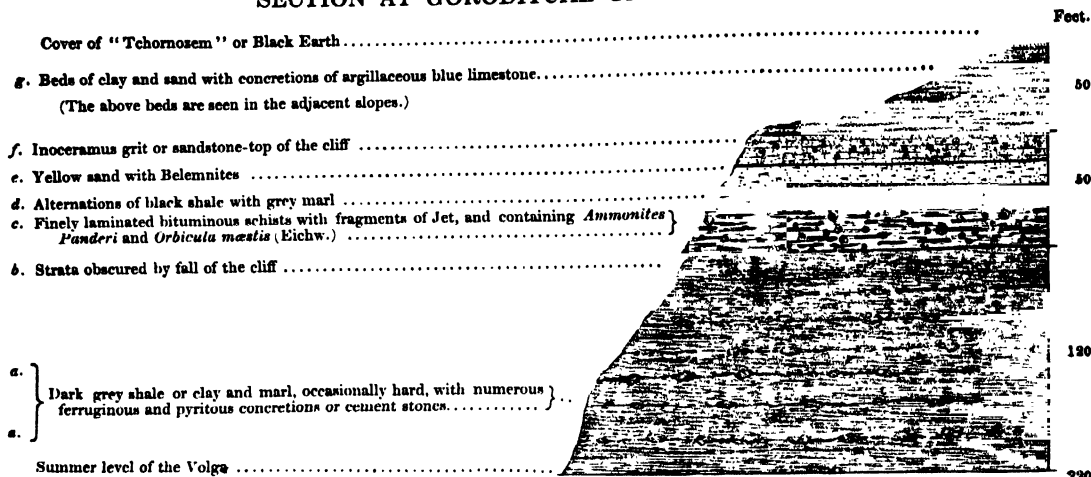 SECTION AT
Feet.
Cover of "Tchornosem" or Black Earth
g. Beds of clay and sand with concretions of argillaceous blue limestone
50
(The above beds are seen in the adjacent slopes.)
f. Inoceramus grit or sandstone-top of the cliff
e. Yellow sand with Belemnites
50
d. Alternations of black shale with grey marl
c. Finely laminated bituminous schists with fragments of Jet, and containing Ammonites
Panderi and Orbicula mæstis (Eichw.)
b. Strata obscured by fall of the cliff
120
a.
Dark grey shale or clay and marl, occasionally hard, with numerous
ferruginous and pyritous concretions or cement stones
a.
Summer level of the Volga
220